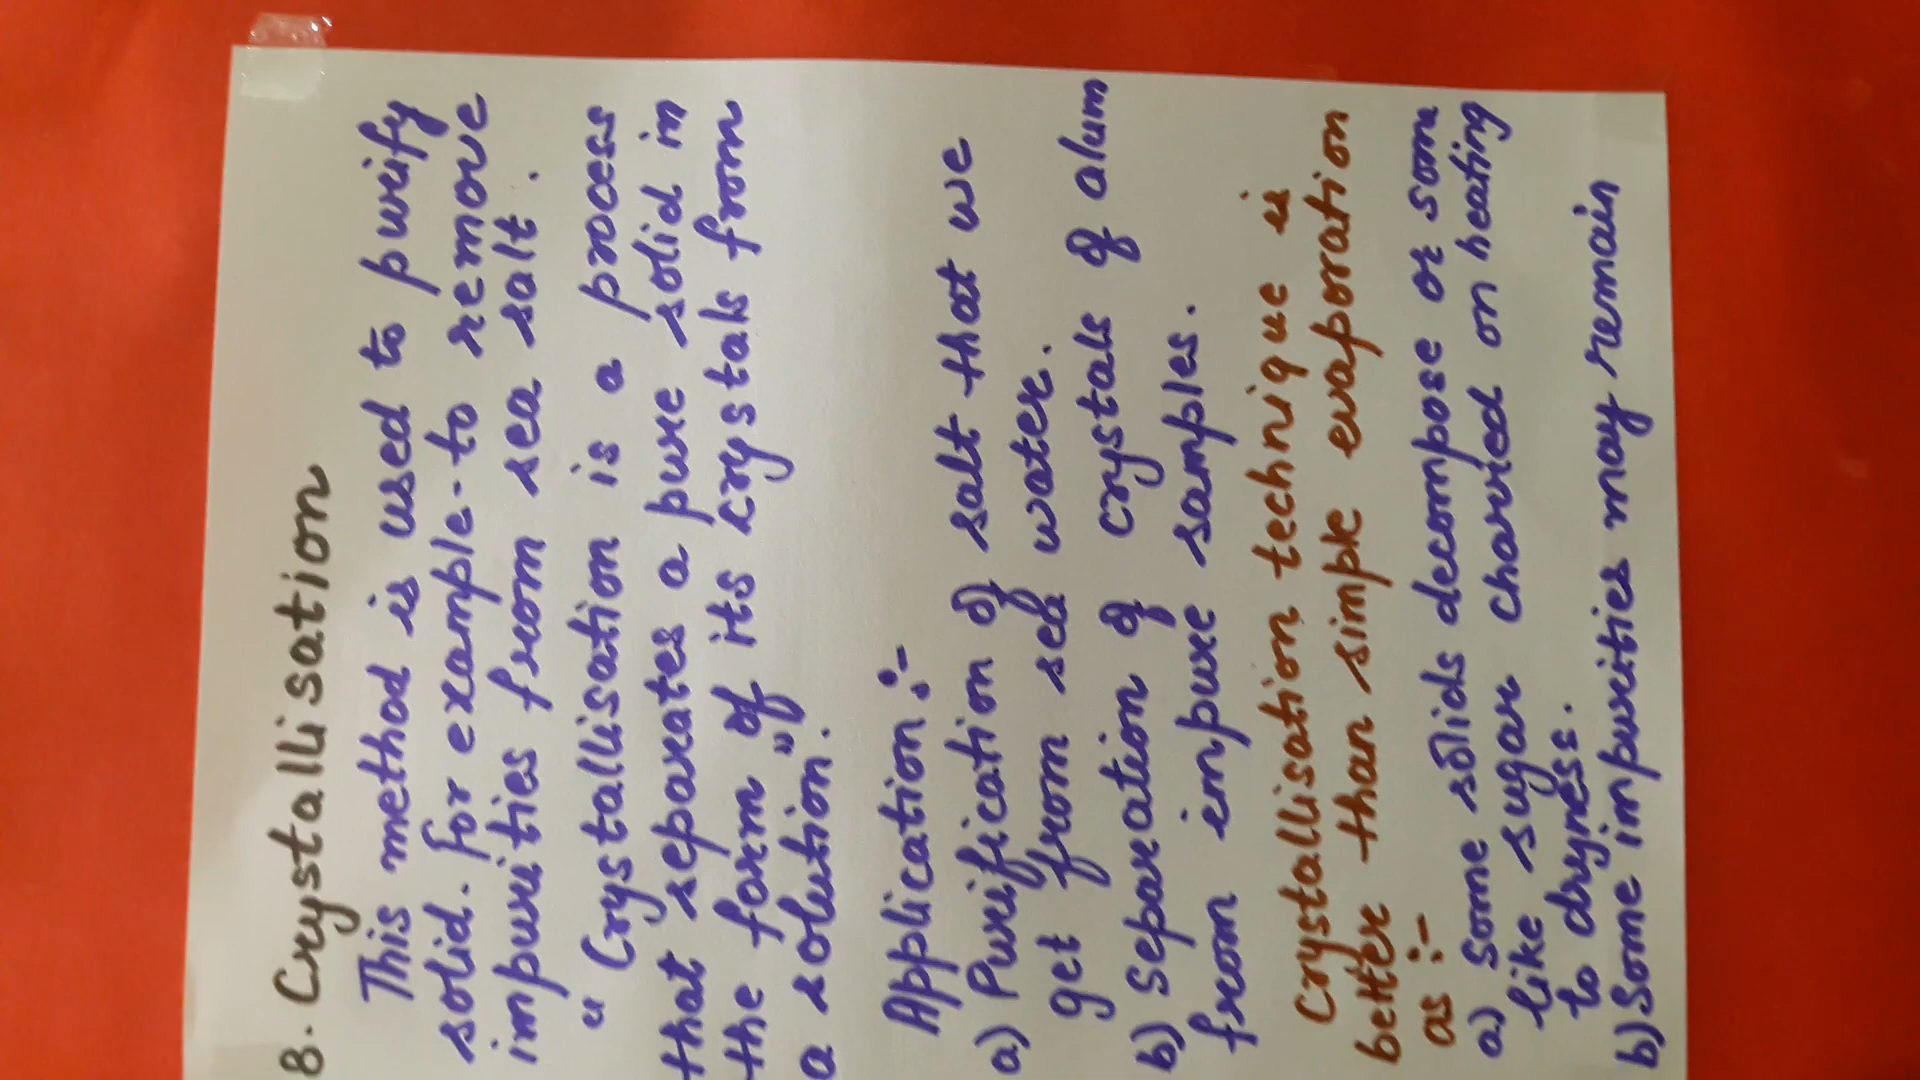 8. Crystallisation
This method is used to purify
solid. For example - to remove
impurities from sea salt.
" Crystallisation is a process
that separates a pure solid in
the form of its crystals from
a solution."
Application :-
a) Purification of salt that we
get from sea water.
b) Separation of crystals of alum
from impure samples.
Crystallisation technique is
better than simple evaporation
as :-
a) Some solids decompose or some
like sugar charried on heating
to dryness.
b) Some impurities may remain